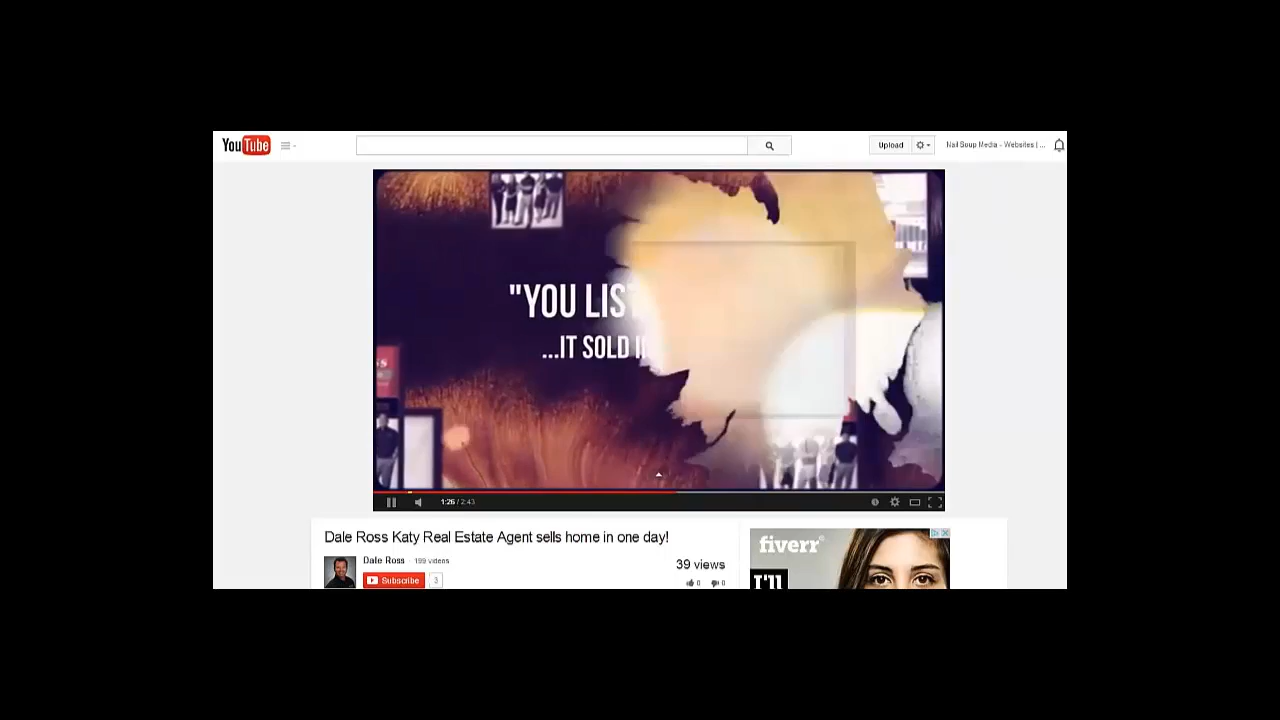 YouTube
Upload
Nail Soup Media - Websites | ...
"YOU LIS
...IT SOLD I
1:26 / 2:43
Dale Ross Katy Real Estate Agent sells home in one day!
Dale Ross · 199 videos
Subscribe 3
39 views
0 0
fiverr®
I'll